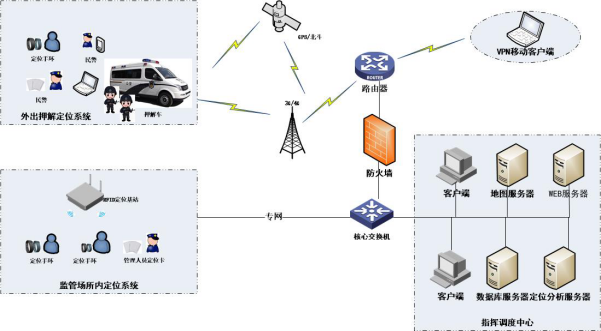 GPS/北斗
VPN移动客户端
定位手环
民警
ROUTER
路由器
民警
押解车
3G/4G
外出押解定位系统
防火墙
客户端
地图服务器
WEB服务器
RFID定位基站
专网
核心交换机
定位手环
定位手环
管理人员定位卡
监管场所内定位系统
客户端
数据库服务器
定位分析服务器
指挥调度中心